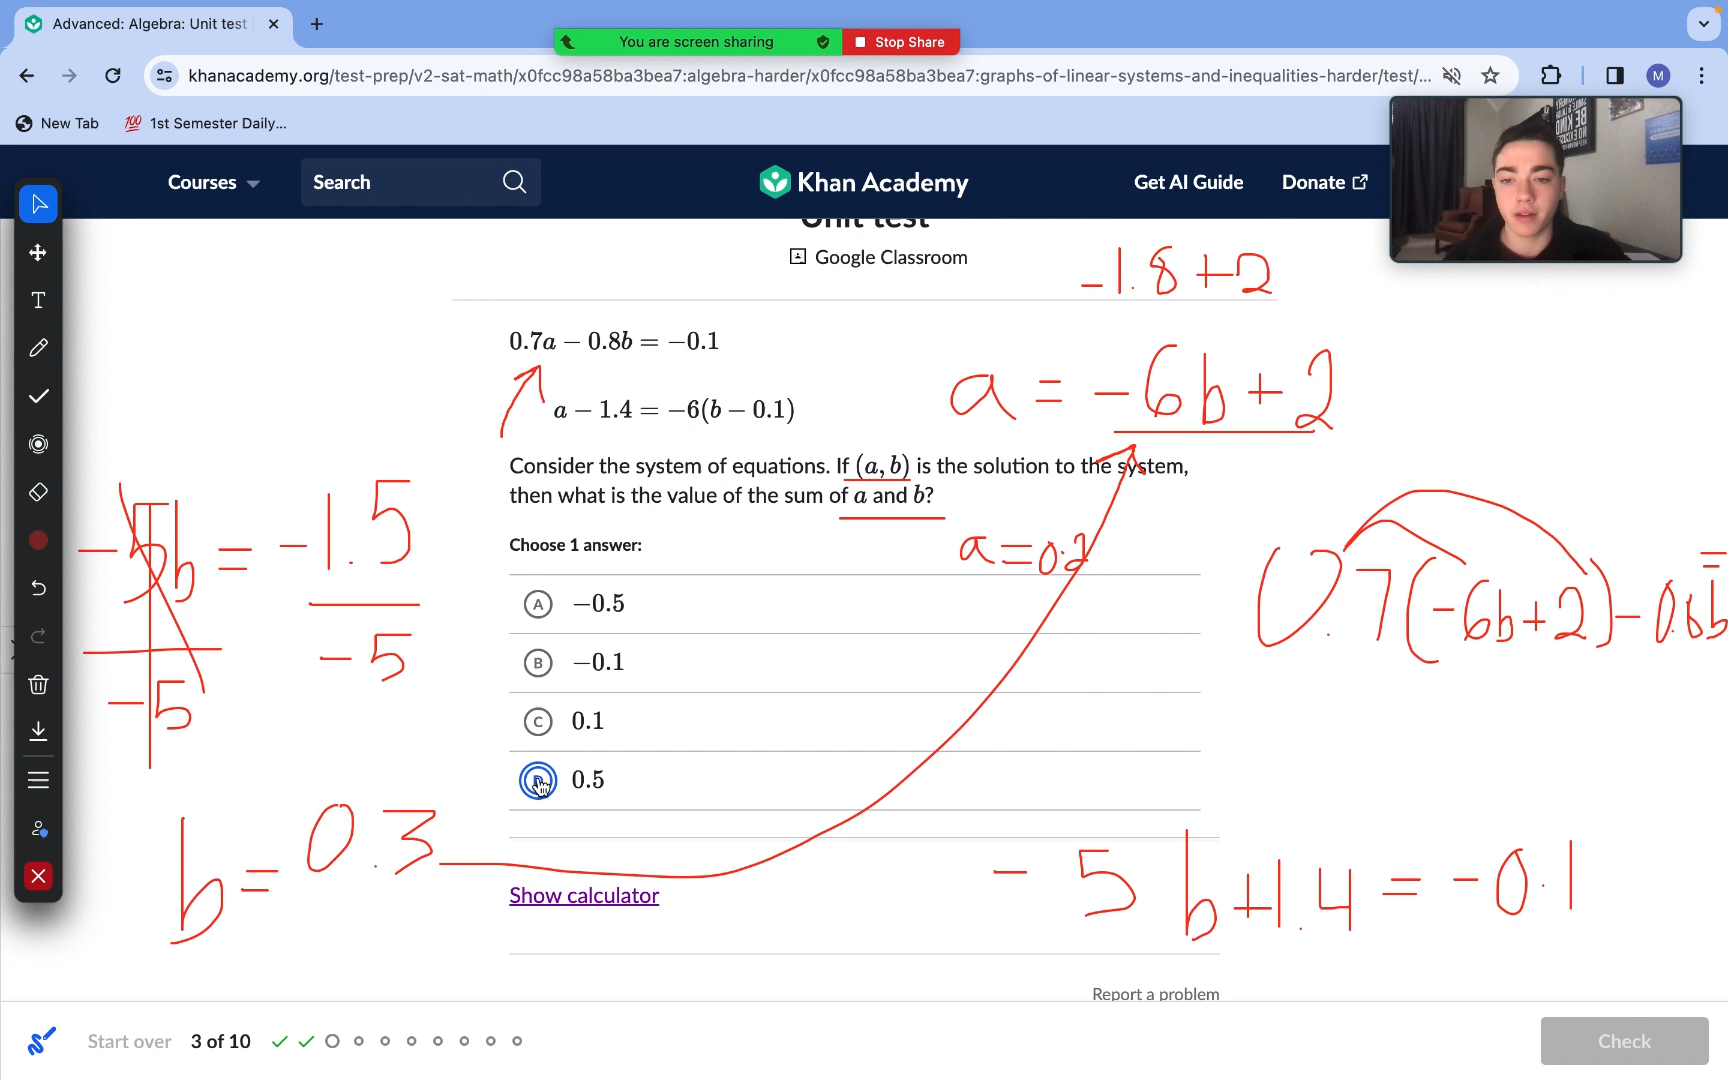 Advanced: Algebra: Unit test
You are screen sharing
Stop Share
khanacademy.org/test-prep/v2-sat-math/x0fcc98a58ba3bea7:algebra-harder/x0fcc98a58ba3bea7:graphs-of-linear-systems-and-inequalities-harder/test/...
M
New Tab
1st Semester Daily...
BE KIND
Courses
Search
Khan Academy
Get AI Guide
Donate
Unit test
Google Classroom
-1.8+2
0.7a − 0.8b = −0.1
a = -6b+2
a − 1.4 = −6(b − 0.1)
Consider the system of equations. If (a, b) is the solution to the system,
then what is the value of the sum of a and b?
-5b = -1.5
-5 -5
a=0.2
0.7(-6b+2)-0.8b =
Choose 1 answer:
A −0.5
B −0.1
C 0.1
D 0.5
b = 0.3
-5b+1.4 = -0.1
Show calculator
Report a problem
Start over
3 of 10
Check